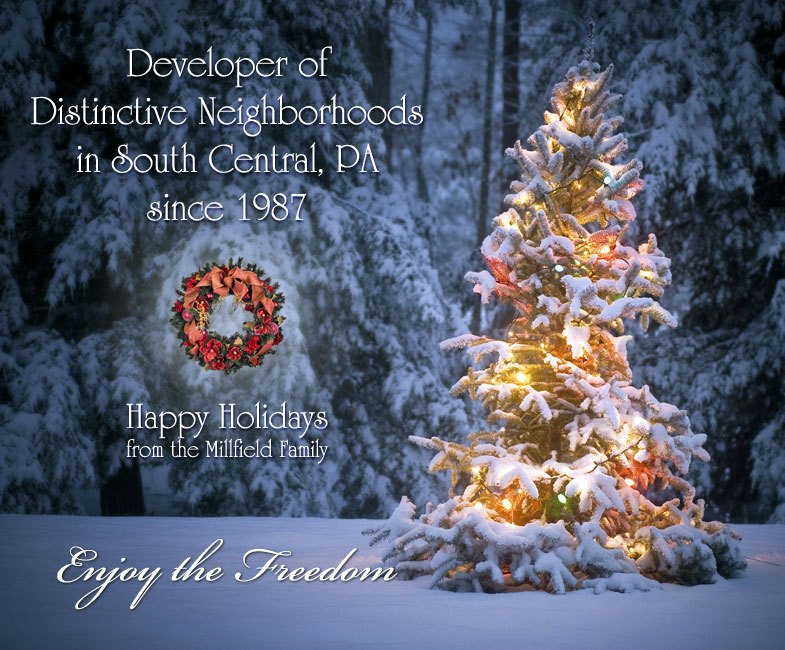 Developer of
Distinctive Neighborhoods
in South Central, PA
since 1987
Happy Holidays
from the Millfield Family
Enjoy the Freedom